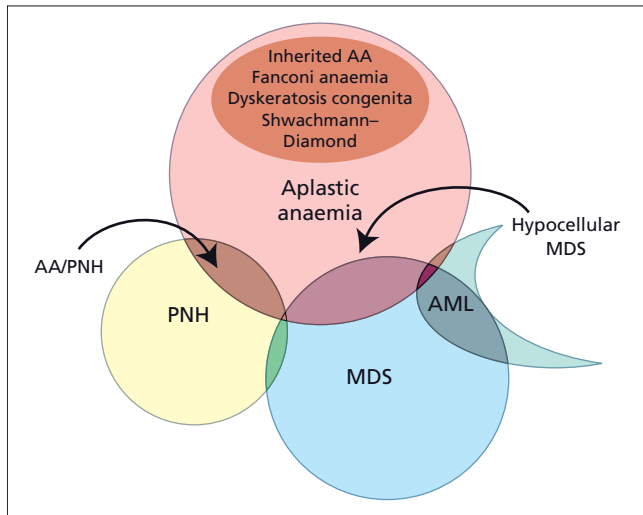 Inherited AA
Fanconi anaemia
Dyskeratosis congenita
Shwachmann–
Diamond
Aplastic
anaemia
Hypocellular
MDS
AA/PNH
PNH
AML
MDS